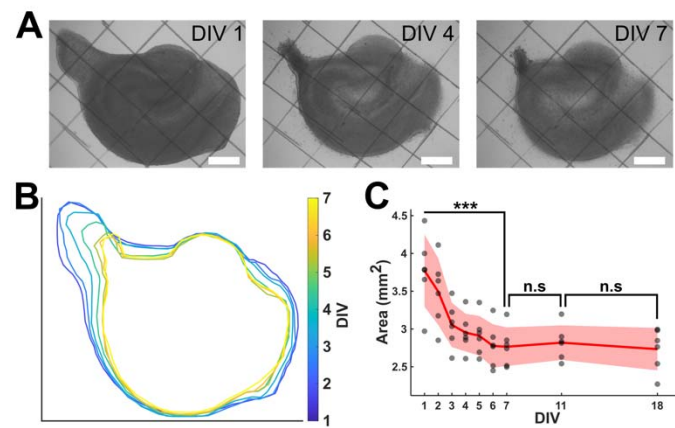 A
DIV 1
DIV 4
DIV 7
B
7
6
5
4
3
2
1
DIV
C
***
n.s
n.s
4.5
4
3.5
3
2.5
Area (mm²)
1 2 3 4 5 6 7 11 18
DIV